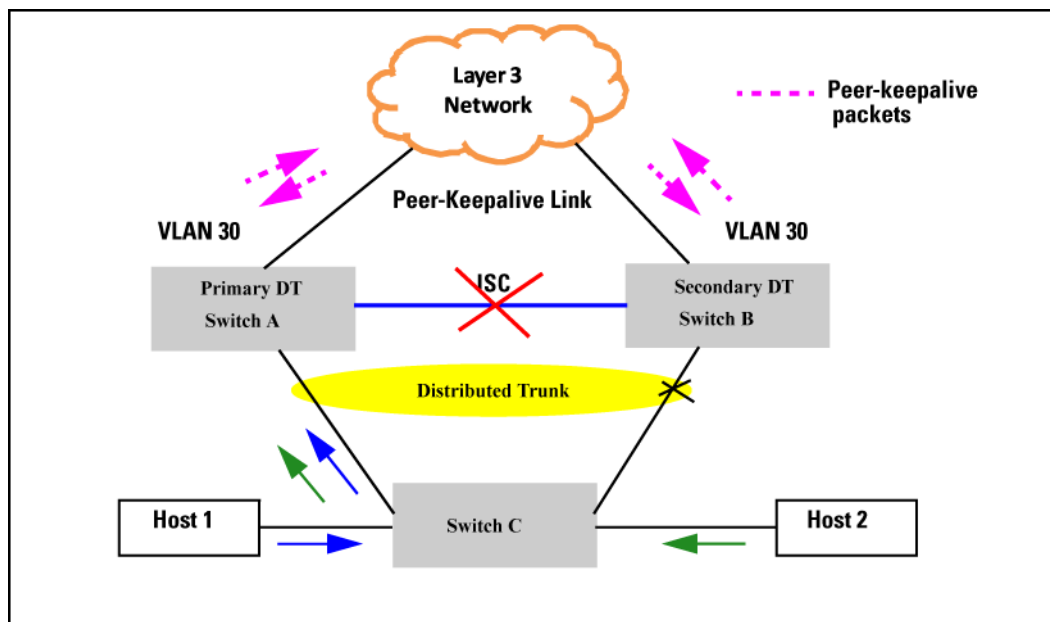 Layer 3
Network
Peer-keepalive
packets
Peer-Keepalive Link
VLAN 30
VLAN 30
ISC
Primary DT
Switch A
Secondary DT
Switch B
Distributed Trunk
Host 1
Switch C
Host 2